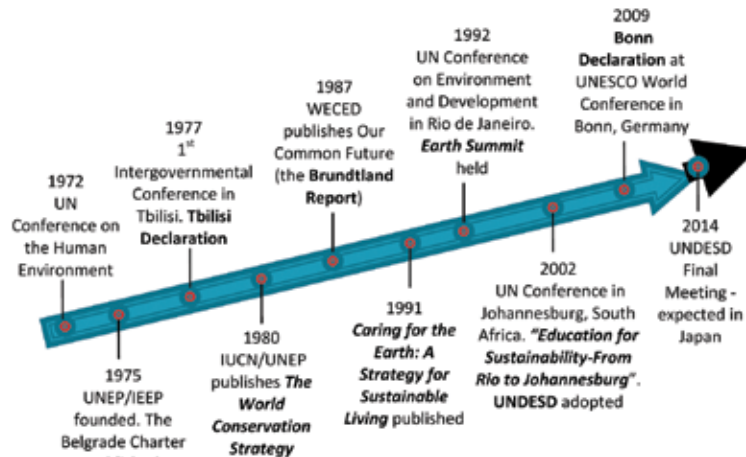 1972
UN
Conference on
the Human
Environment
1975
UNEP/IEEP
founded. The
Belgrade Charter
1977
1st
Intergovernmental
Conference in
Tbilisi. Tbilisi
Declaration
1980
IUCN/UNEP
publishes The
World
Conservation
Strategy
1987
WECED
publishes Our
Common Future
(the Brundtland
Report)
1991
Caring for the
Earth: A
Strategy for
Sustainable
Living published
1992
UN Conference
on Environment
and Development
in Rio de Janeiro.
Earth Summit
held
2002
UN Conference in
Johannesburg, South
Africa. "Education for
Sustainability-From
Rio to Johannesburg".
UNDESD adopted
2009
Bonn
Declaration at
UNESCO World
Conference in
Bonn, Germany
2014
UNDESD
Final
Meeting -
expected in
Japan